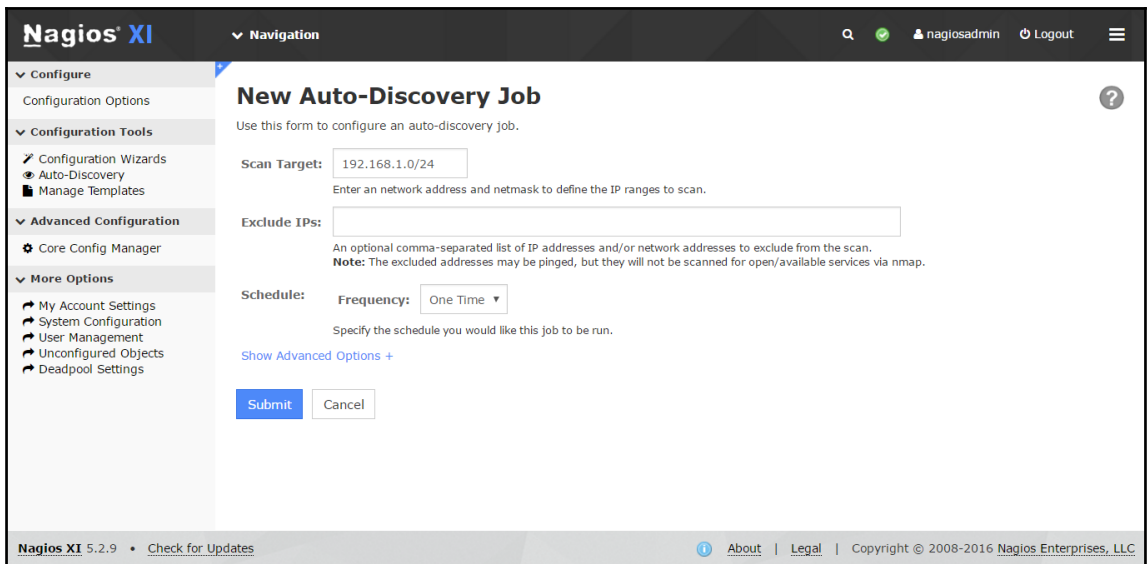 Nagios® XI
Navigation
nagiosadmin
Logout
Configure
Configuration Options
Configuration Tools
Configuration Wizards
Auto-Discovery
Manage Templates
Advanced Configuration
Core Config Manager
More Options
My Account Settings
System Configuration
User Management
Unconfigured Objects
Deadpool Settings
New Auto-Discovery Job
Use this form to configure an auto-discovery job.
Scan Target: 192.168.1.0/24
Enter an network address and netmask to define the IP ranges to scan.
Exclude IPs:
An optional comma-separated list of IP addresses and/or network addresses to exclude from the scan.
Note: The excluded addresses may be pinged, but they will not be scanned for open/available services via nmap.
Schedule: Frequency: One Time
Specify the schedule you would like this job to be run.
Show Advanced Options +
Submit Cancel
Nagios XI 5.2.9 • Check for Updates
About | Legal | Copyright © 2008-2016 Nagios Enterprises, LLC